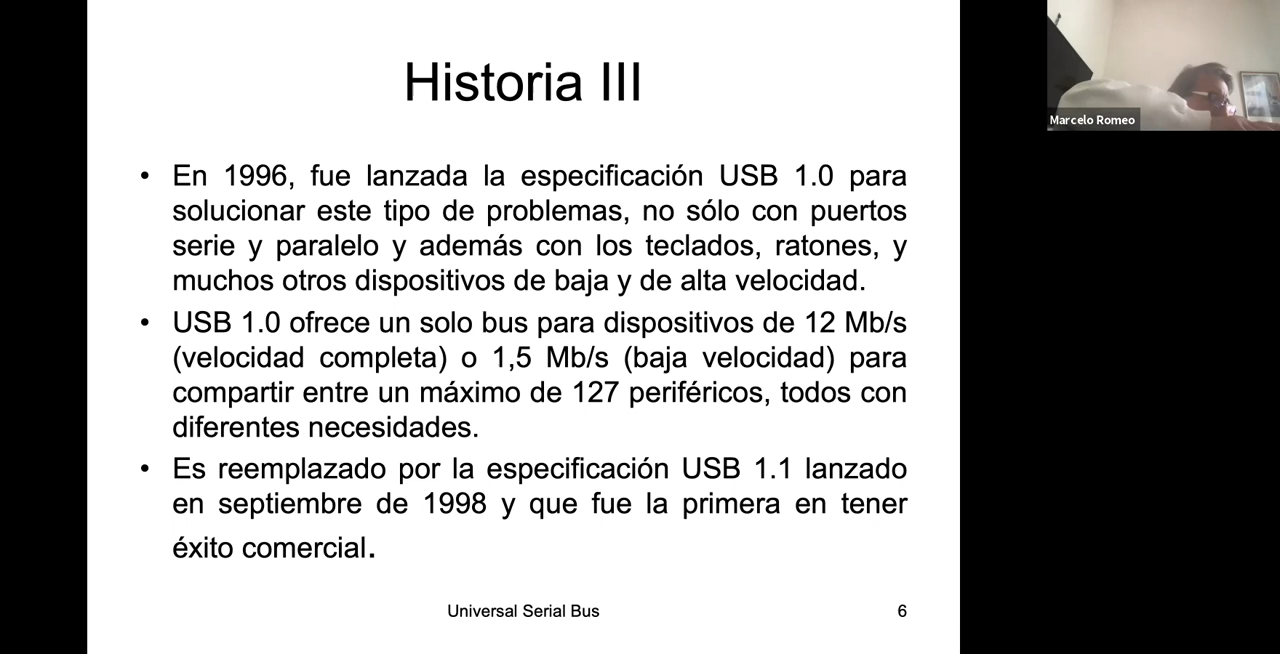 Historia III
• En 1996, fue lanzada la especificación USB 1.0 para
solucionar este tipo de problemas, no sólo con puertos
serie y paralelo y además con los teclados, ratones, y
muchos otros dispositivos de baja y de alta velocidad.
• USB 1.0 ofrece un solo bus para dispositivos de 12 Mb/s
(velocidad completa) o 1,5 Mb/s (baja velocidad) para
compartir entre un máximo de 127 periféricos, todos con
diferentes necesidades.
• Es reemplazado por la especificación USB 1.1 lanzado
en septiembre de 1998 y que fue la primera en tener
éxito comercial.
Universal Serial Bus
6
Marcelo Romeo